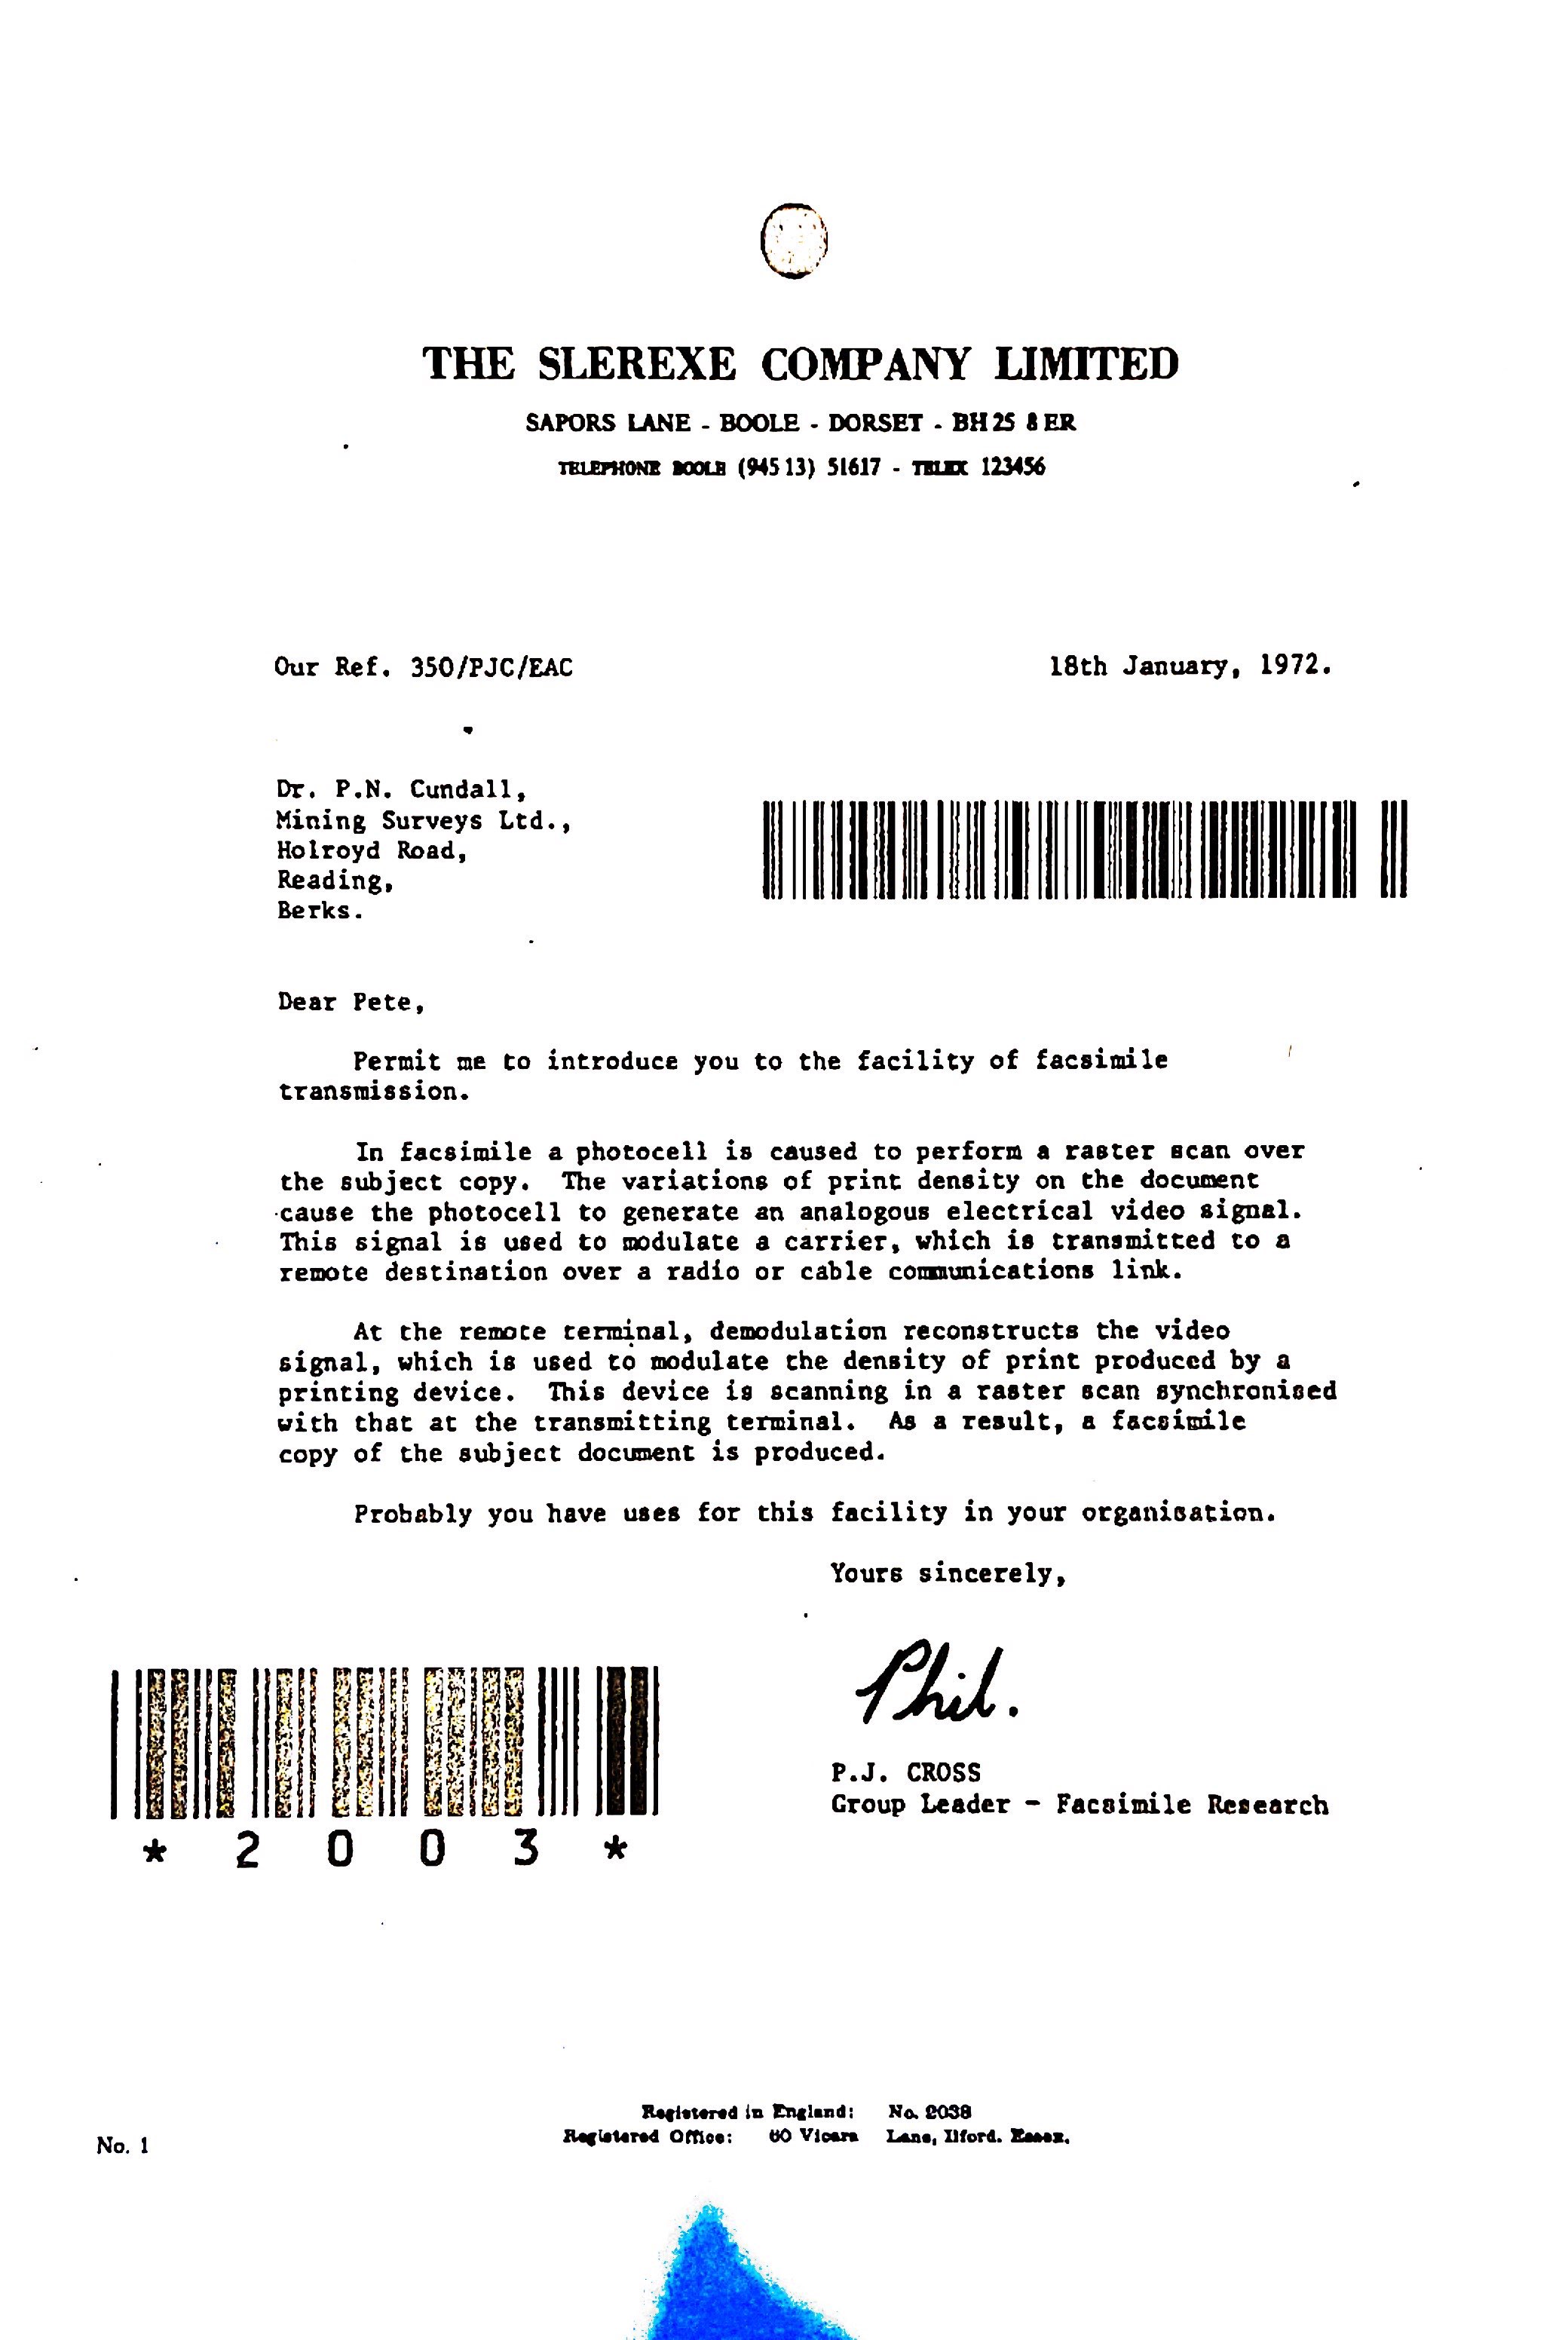 THE SLEREXE COMPANY LIMITED
SAPORS LANE - BOOLE - DORSET - BH 25 8 ER
TELEPHONE BOOLE (945 13) 51617 - TELEX 123456
Our Ref. 350/PJC/EAC
18th January, 1972.
Dr. P.N. Cundall,
Mining Surveys Ltd.,
Holroyd Road,
Reading,
Berks.
Dear Pete,
Permit me to introduce you to the facility of facsimile
transmission.
In facsimile a photocell is caused to perform a raster scan over
the subject copy. The variations of print density on the document
cause the photocell to generate an analogous electrical video signal.
This signal is used to modulate a carrier, which is transmitted to a
remote destination over a radio or cable communications link.
At the remote terminal, demodulation reconstructs the video
signal, which is used to modulate the density of print produced by a
printing device. This device is scanning in a raster scan synchronised
with that at the transmitting terminal. As a result, a facsimile
copy of the subject document is produced.
Probably you have uses for this facility in your organisation.
Yours sincerely,
Phil.
P.J. CROSS
Group Leader - Facsimile Research
* 2 0 0 3 *
Registered in England: No. 2038
Registered Office: 60 Vicara Lane, Ilford. Essex.
No. 1